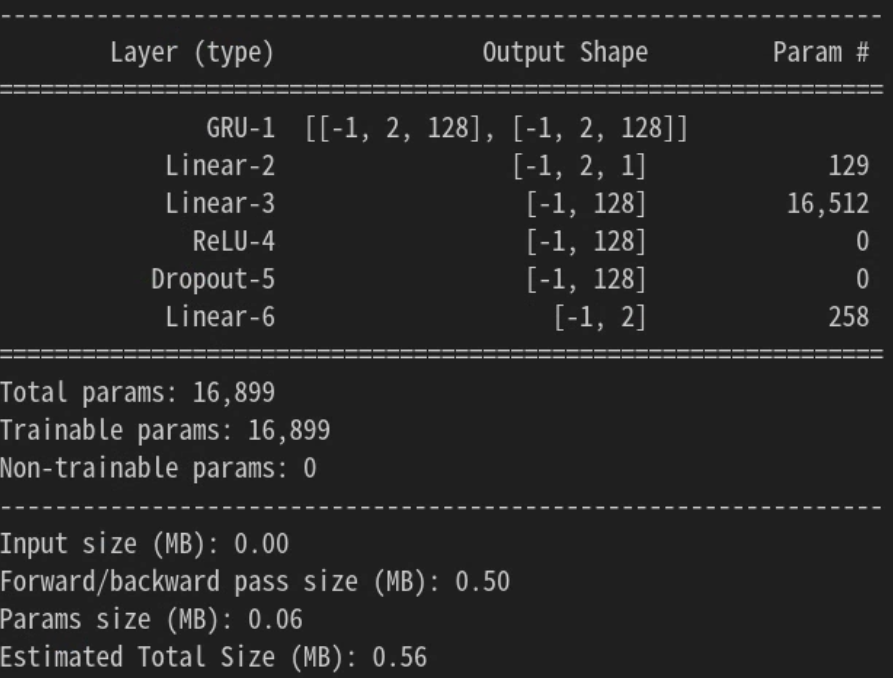 ----------------------------------------------------------------
Layer (type) Output Shape Param #
================================================================
GRU-1 [[-1, 2, 128], [-1, 2, 128]]
Linear-2 [-1, 2, 1] 129
Linear-3 [-1, 128] 16,512
ReLU-4 [-1, 128] 0
Dropout-5 [-1, 128] 0
Linear-6 [-1, 2] 258
================================================================
Total params: 16,899
Trainable params: 16,899
Non-trainable params: 0
----------------------------------------------------------------
Input size (MB): 0.00
Forward/backward pass size (MB): 0.50
Params size (MB): 0.06
Estimated Total Size (MB): 0.56